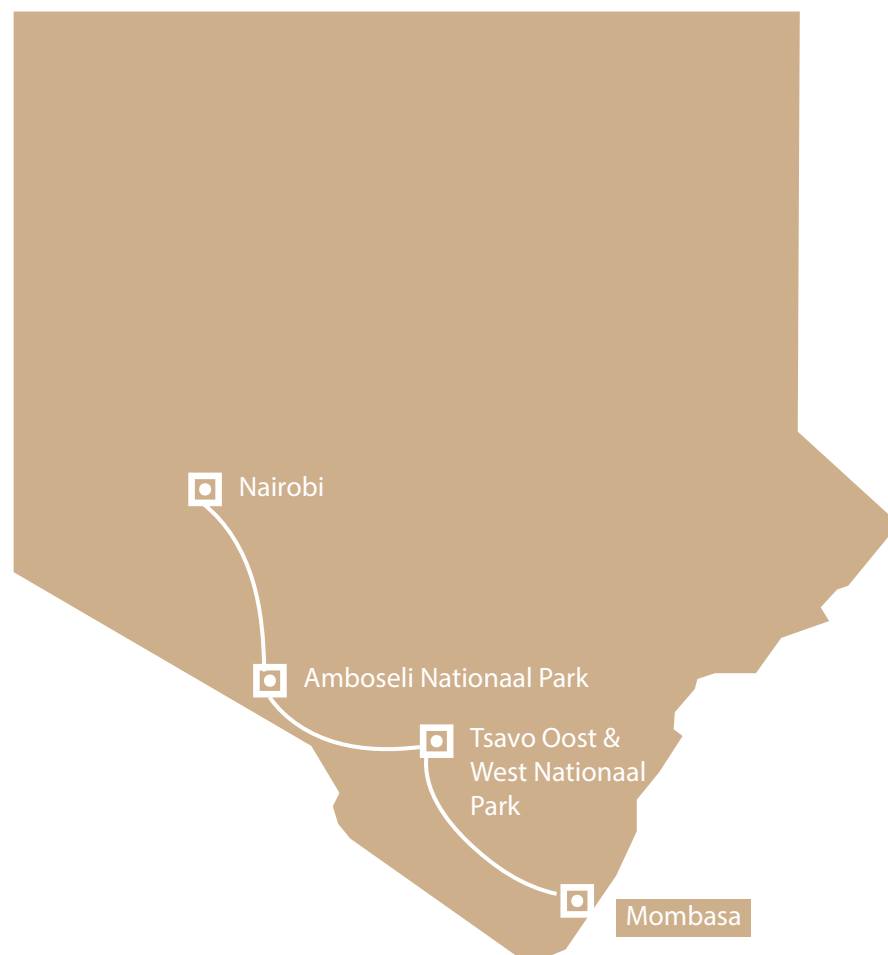 Nairobi
Amboseli Nationaal Park
Tsavo Oost &
West Nationaal
Park
Mombasa